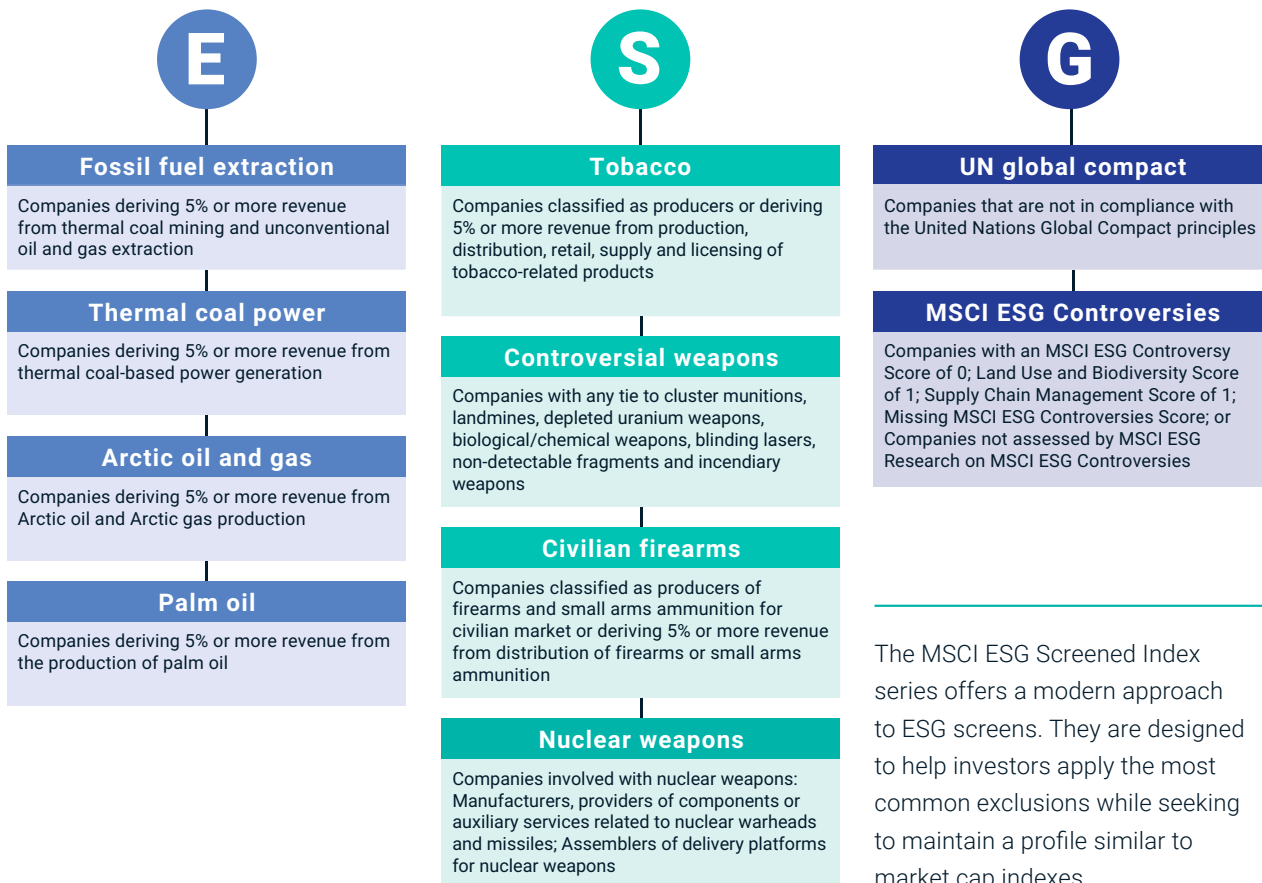 E
Fossil fuel extraction
Companies deriving 5% or more revenue
from thermal coal mining and unconventional
oil and gas extraction
Thermal coal power
Companies deriving 5% or more revenue from
thermal coal-based power generation
Arctic oil and gas
Companies deriving 5% or more revenue from
Arctic oil and Arctic gas production
Palm oil
Companies deriving 5% or more revenue from
the production of palm oil
S
Tobacco
Companies classified as producers or deriving
5% or more revenue from production,
distribution, retail, supply and licensing of
tobacco-related products
Controversial weapons
Companies with any tie to cluster munitions,
landmines, depleted uranium weapons,
biological/chemical weapons, blinding lasers,
non-detectable fragments and incendiary
weapons
Civilian firearms
Companies classified as producers of
firearms and small arms ammunition for
civilian market or deriving 5% or more revenue
from distribution of firearms or small arms
ammunition
Nuclear weapons
Companies involved with nuclear weapons:
Manufacturers, providers of components or
auxiliary services related to nuclear warheads
and missiles; Assemblers of delivery platforms
for nuclear weapons
G
UN global compact
Companies that are not in compliance with
the United Nations Global Compact principles
MSCI ESG Controversies
Companies with an MSCI ESG Controversy
Score of 0; Land Use and Biodiversity Score
of 1; Supply Chain Management Score of 1;
Missing MSCI ESG Controversies Score; or
Companies not assessed by MSCI ESG
Research on MSCI ESG Controversies
The MSCI ESG Screened Index
series offers a modern approach
to ESG screens. They are designed
to help investors apply the most
common exclusions while seeking
to maintain a profile similar to
market cap indexes